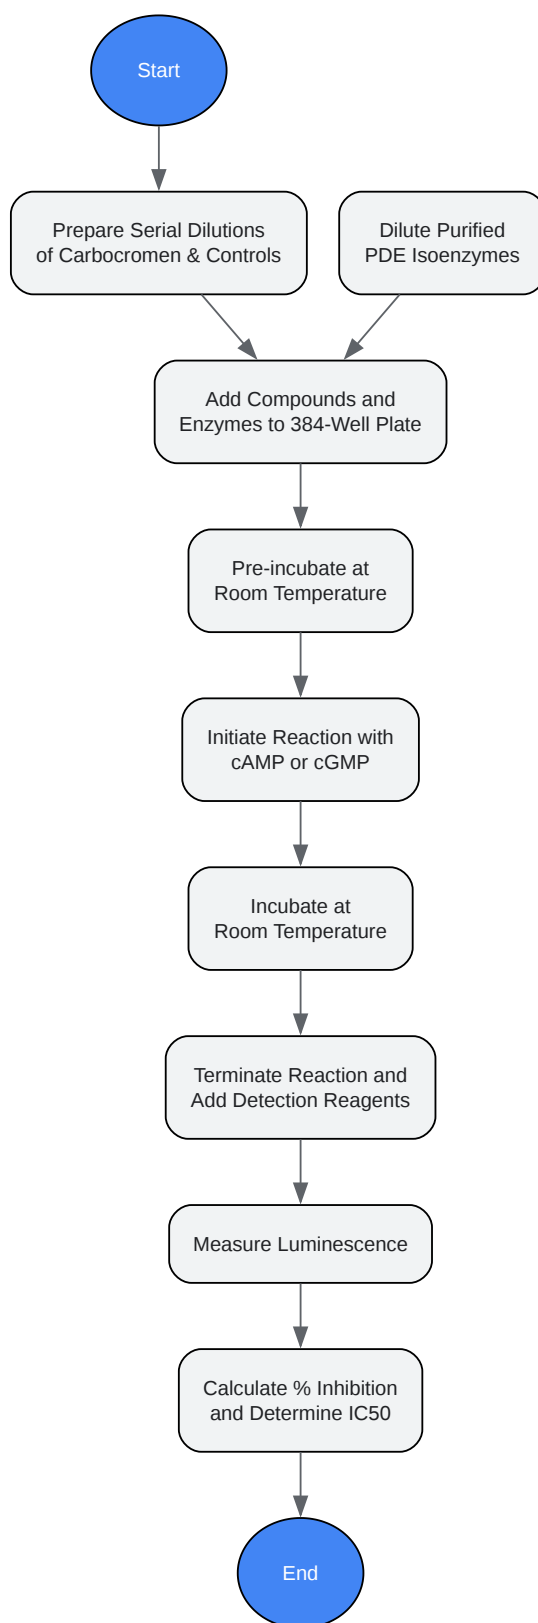 Start
Prepare Serial Dilutions
of Carbocromen & Controls
Dilute Purified
PDE Isoenzymes
Add Compounds and
Enzymes to 384-Well Plate
Pre-incubate at
Room Temperature
Initiate Reaction with
cAMP or cGMP
Incubate at
Room Temperature
Terminate Reaction and
Add Detection Reagents
Measure Luminescence
Calculate % Inhibition
and Determine IC50
End